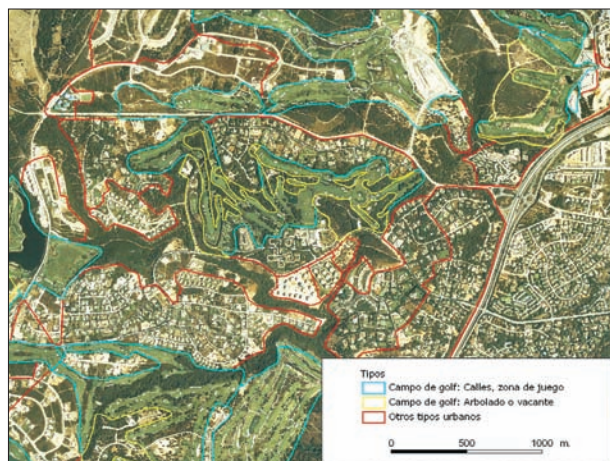 Tipos
Campo de golf: Calles, zona de juego
Campo de golf: Arbolado o vacante
Otros tipos urbanos
0 500 1000 m.